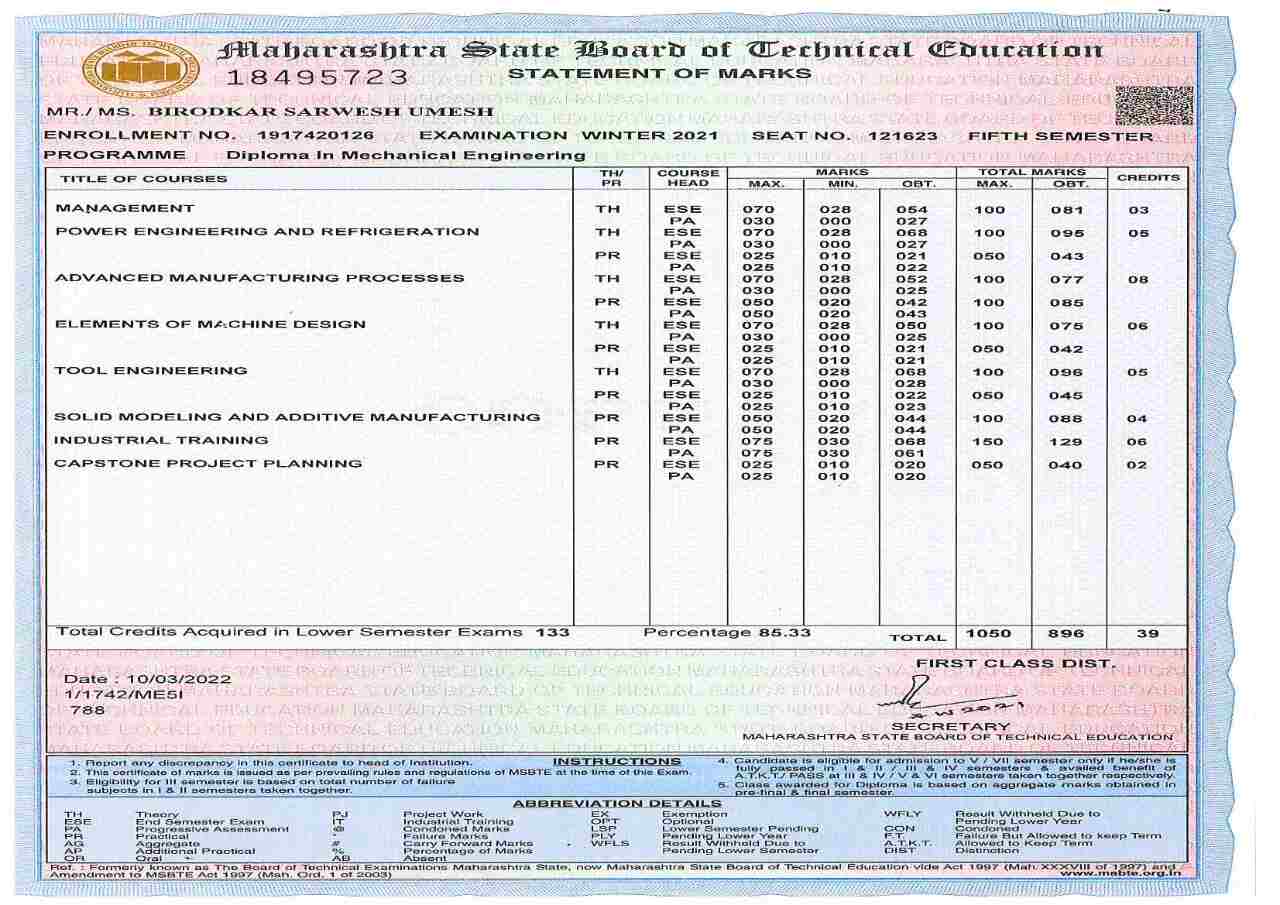 Maharashtra State Board of Technical Education
18495723 STATEMENT OF MARKS
MR./MS. BIRODKAR SARWESH UMESH
ENROLLMENT NO. 1917420126 EXAMINATION WINTER 2021 SEAT NO. 121623 FIFTH SEMESTER
PROGRAMME Diploma In Mechanical Engineering
TITLE OF COURSES TH/ PR COURSE HEAD MARKS TOTAL MARKS CREDITS
MAX. MIN. OBT. MAX. OBT.
MANAGEMENT TH ESE 070 028 054 100 081 03
PA 030 000 027
POWER ENGINEERING AND REFRIGERATION TH ESE 070 028 068 100 095 05
PA 030 000 027
PR ESE 025 010 021 050 043
PA 025 010 022
ADVANCED MANUFACTURING PROCESSES TH ESE 070 028 052 100 077 08
PA 030 000 025
PR ESE 050 020 042 100 085
PA 050 020 043
ELEMENTS OF MACHINE DESIGN TH ESE 070 028 050 100 075 06
PA 030 000 025
PR ESE 025 010 021 050 042
PA 025 010 021
TOOL ENGINEERING TH ESE 070 028 068 100 096 05
PA 030 000 028
PR ESE 025 010 022 050 045
PA 025 010 023
SOLID MODELING AND ADDITIVE MANUFACTURING PR ESE 050 020 044 100 088 04
PA 050 020 044
INDUSTRIAL TRAINING PR ESE 075 030 068 150 129 06
PA 075 030 061
CAPSTONE PROJECT PLANNING PR ESE 025 010 020 050 040 02
PA 025 010 020
Total Credits Acquired in Lower Semester Exams 133 Percentage 85.33 TOTAL 1050 896 39
FIRST CLASS DIST.
Date : 10/03/2022
1/1742/ME5I
788
W 2021
SECRETARY
MAHARASHTRA STATE BOARD OF TECHNICAL EDUCATION
INSTRUCTIONS
1. Report any discrepancy in this certificate to head of Institution.
2. This certificate of marks is issued as per prevailing rules and regulations of MSBTE at the time of this Exam.
3. Eligibility for III semester is based on total number of failure
subjects in I & II semesters taken together.
4. Candidate is eligible for admission to V / VII semester only if he/she is
fully passed in I & II / III & IV semesters & availed benefit of
A.T.K.T./ PASS at III & IV / V & VI semesters taken together respectively.
5. Class awarded for Diploma is based on aggregate marks obtained in
pre-final & final semester.
ABBREVIATION DETAILS
TH Theory PJ Project Work EX Exemption WFLY Result Withheld Due to
ESE End Semester Exam IT Industrial Training OPT Optional Pending Lower Year
PA Progressive Assessment @ Condoned Marks LSP Lower Semester Pending CON Condoned
PR Practical * Failure Marks PLY Pending Lower Year F.T. Failure But Allowed to keep Term
AG Aggregate # Carry Forward Marks WFLS Result Withheld Due to A.T.K.T. Allowed to Keep Term
AP Additional Practical % Percentage of Marks Pending Lower Semester DIST Distinction
OR Oral AB Absent
Ref. : Formerly known as The Board of Technical Examinations Maharashtra State, now Maharashtra State Board of Technical Education vide Act 1997 (Mah. XXXVIII of 1997) and
Amendment to MSBTE Act 1997 (Mah. Ord. 1 of 2003) www.msbte.org.in